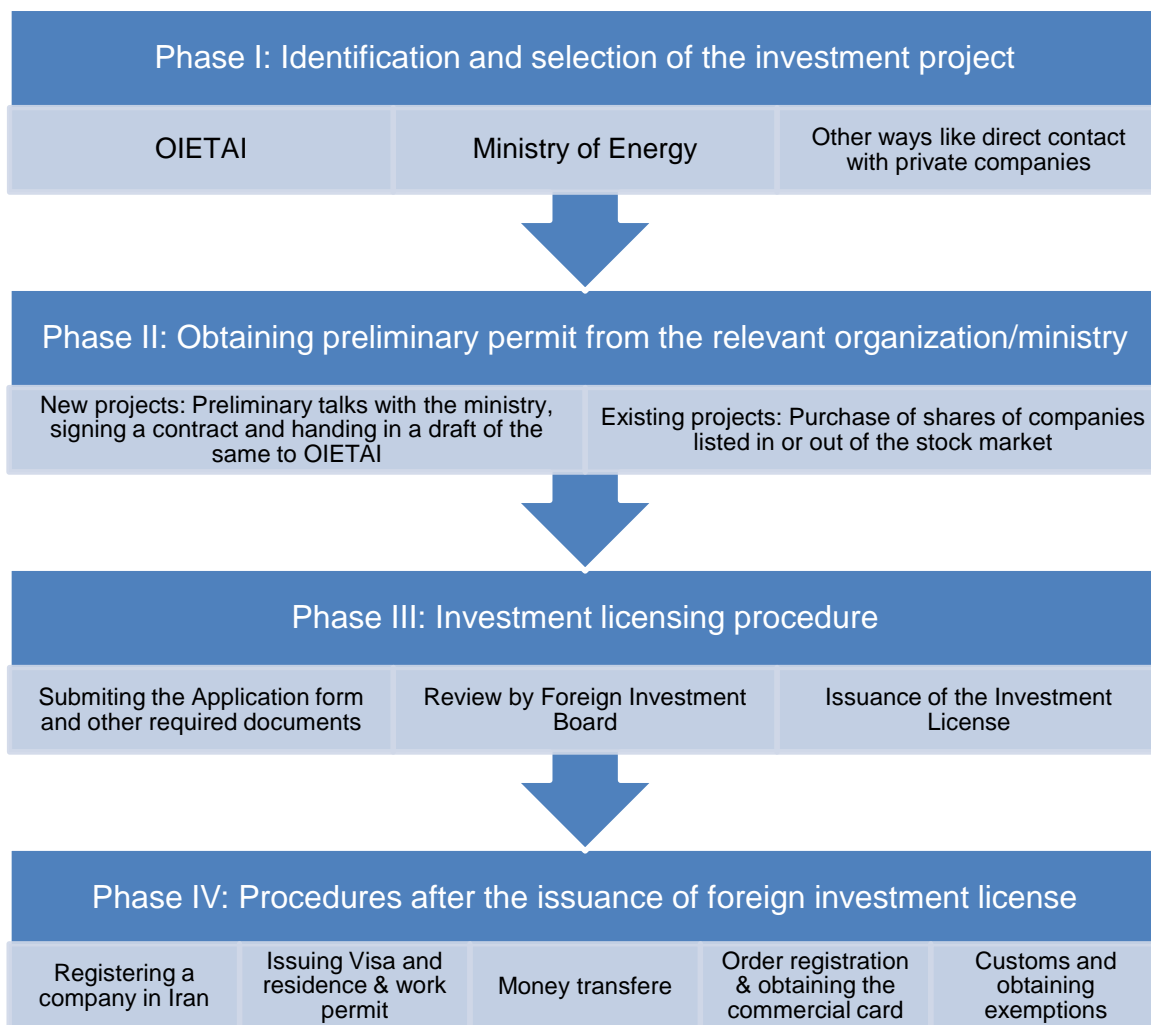 Phase I: Identification and selection of the investment project
OIETAI
Ministry of Energy
Other ways like direct contact
with private companies
Phase II: Obtaining preliminary permit from the relevant organization/ministry
New projects: Preliminary talks with the ministry,
signing a contract and handing in a draft of the
same to OIETAI
Existing projects: Purchase of shares of companies
listed in or out of the stock market
Phase III: Investment licensing procedure
Submiting the Application form
and other required documents
Review by Foreign Investment
Board
Issuance of the Investment
License
Phase IV: Procedures after the issuance of foreign investment license
Registering a
company in Iran
Issuing Visa and
residence & work
permit
Money transfere
Order registration
& obtaining the
commercial card
Customs and
obtaining
exemptions